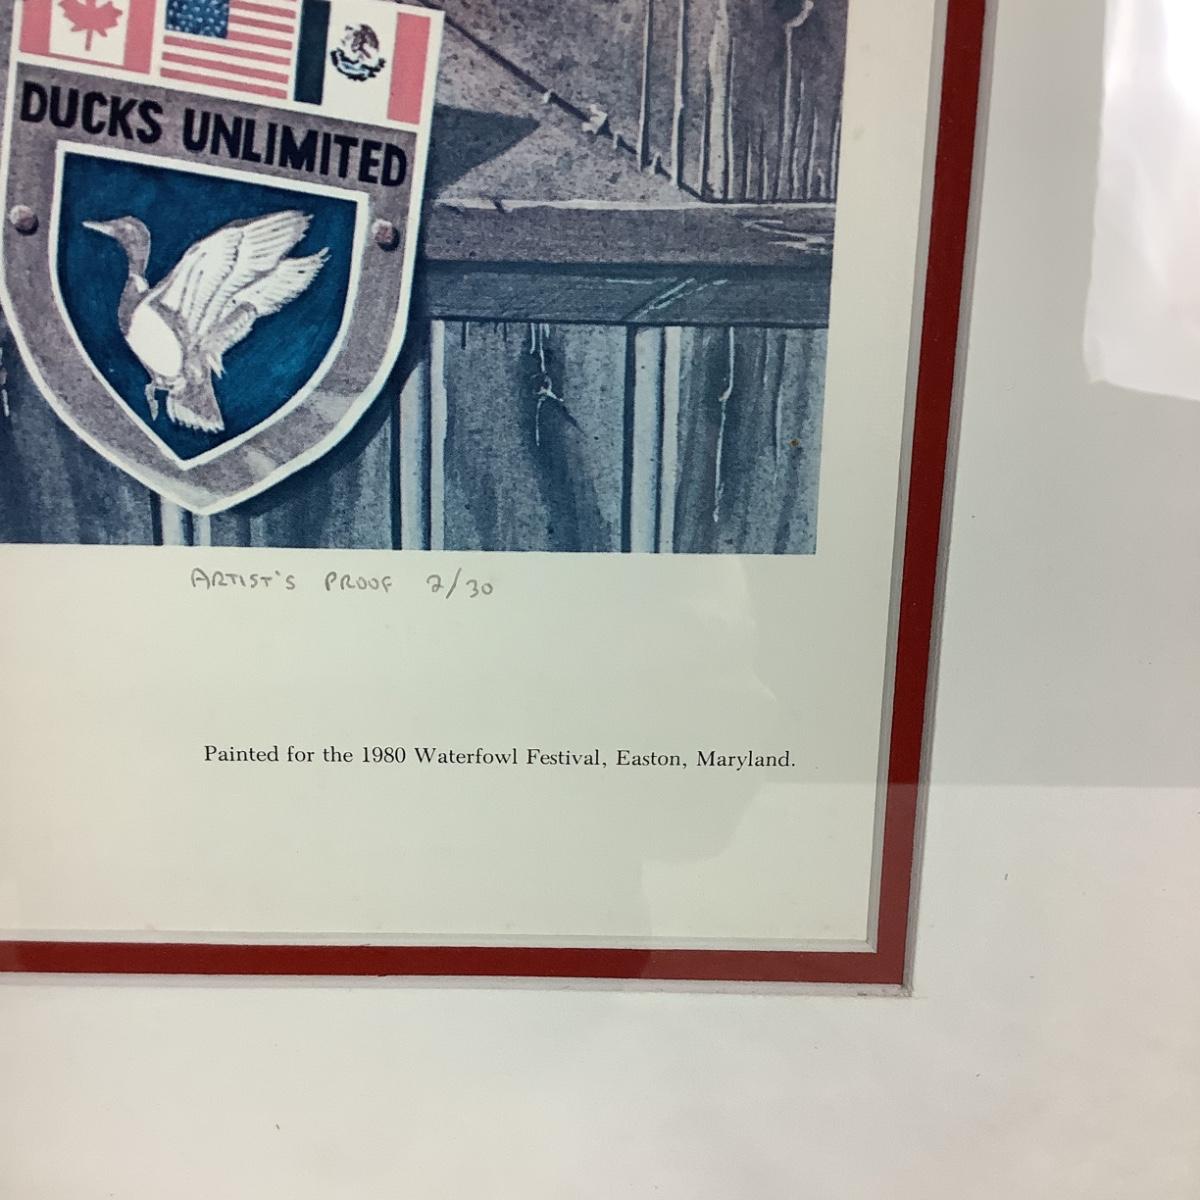 DUCKS UNLIMITED
ARTIST'S PROOF 2/30
Painted for the 1980 Waterfowl Festival, Easton, Maryland.